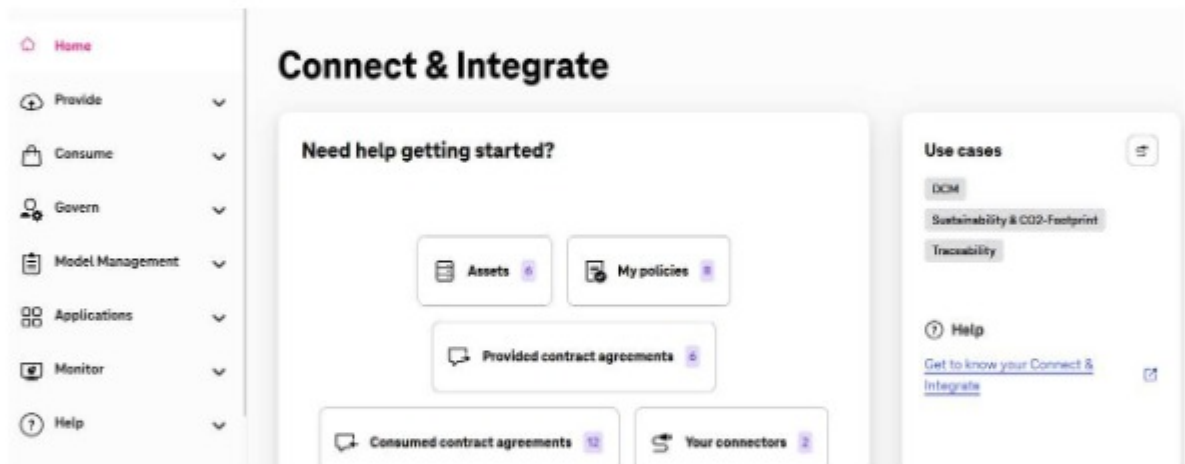 Home
Provide
Consume
Govern
Model Management
Applications
Monitor
Help
Connect & Integrate
Need help getting started?
Assets 6
My policies 8
Provided contract agreements 6
Consumed contract agreements 12
Your connectors 2
Use cases
DCM
Sustainability & CO2-Footprint
Traceability
Help
Get to know your Connect &
Integrate